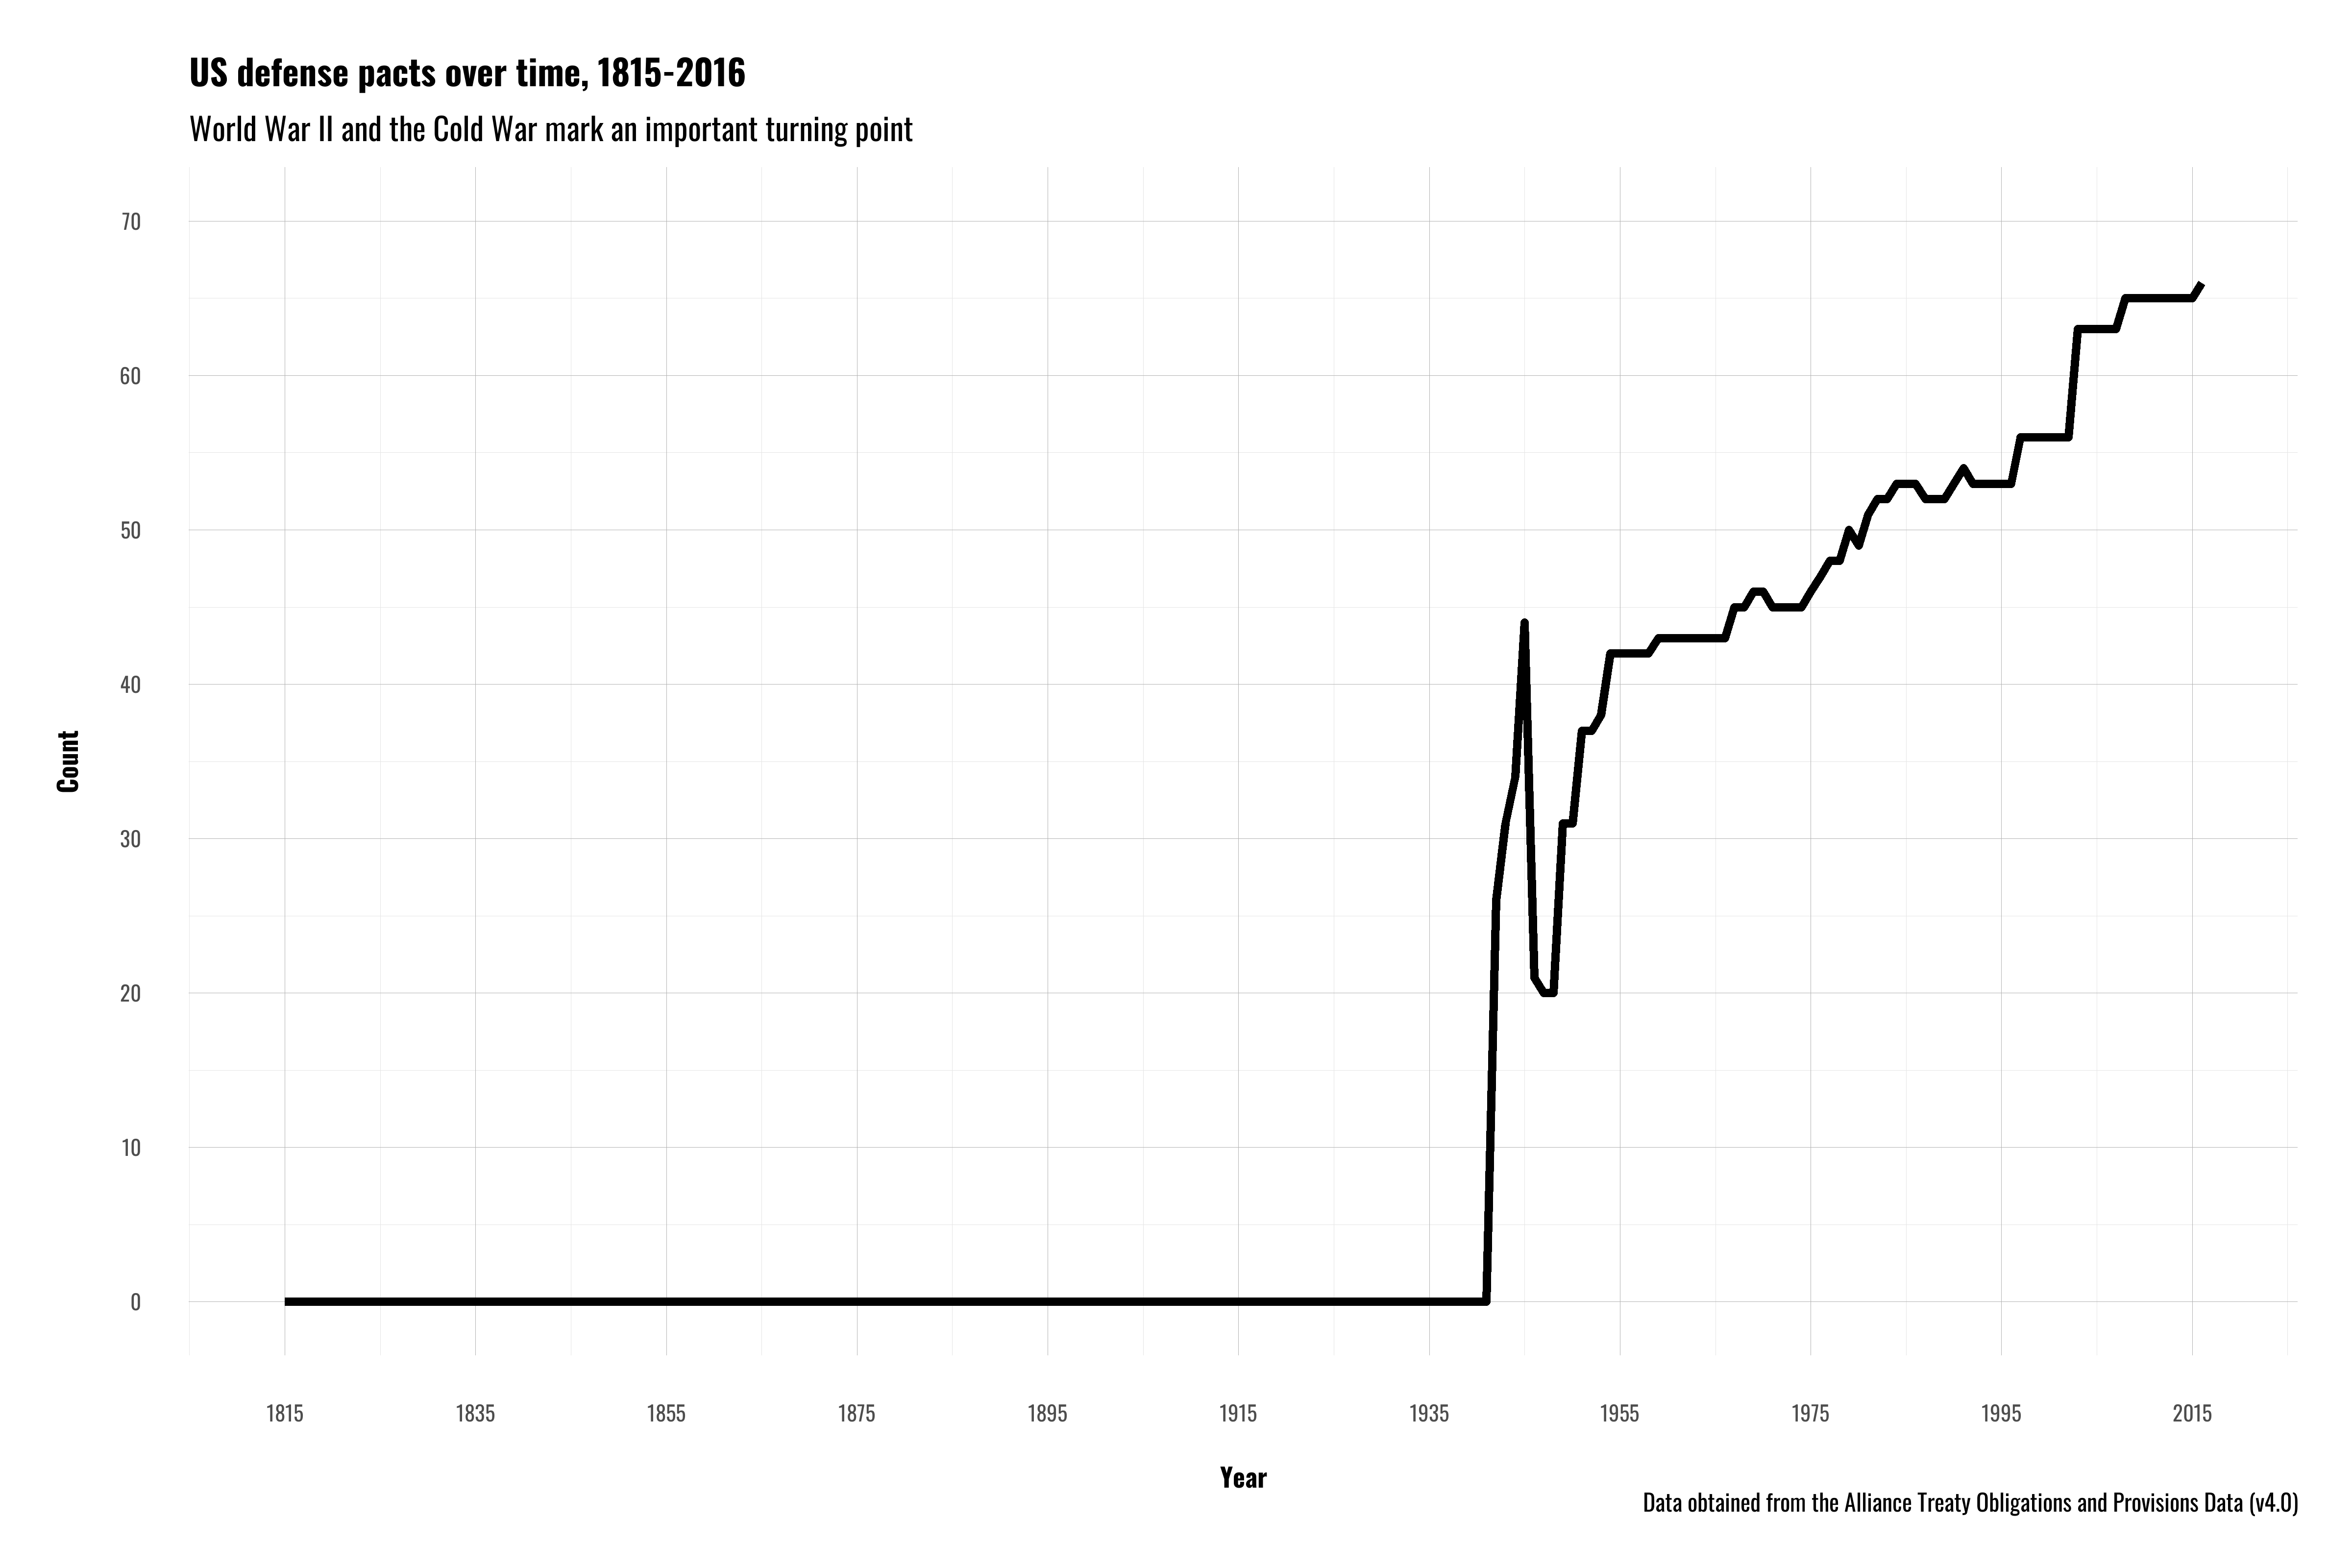 US defense pacts over time, 1815-2016
World War II and the Cold War mark an important turning point
70
60
50
40
30
20
10
0
Count
1815 1835 1855 1875 1895 1915 1935 1955 1975 1995 2015
Year
Data obtained from the Alliance Treaty Obligations and Provisions Data (v4.0)